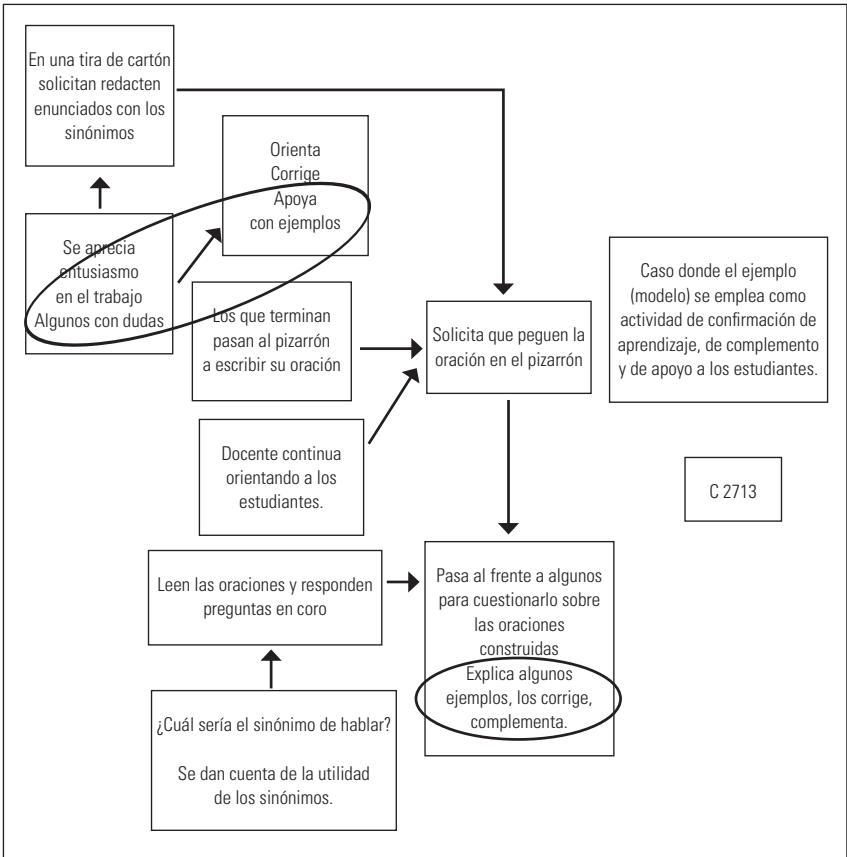 En una tira de cartón
solicitan redacten
enunciados con los
sinónimos
Orienta
Corrige
Apoya
con ejemplos
Se aprecia
entusiasmo
en el trabajo
Algunos con dudas
Los que terminan
pasan al pizarrón
a escribir su oración
Solicita que peguen la
oración en el pizarrón
Caso donde el ejemplo
(modelo) se emplea como
actividad de confirmación de
aprendizaje, de complemento
y de apoyo a los estudiantes.
Docente continua
orientando a los
estudiantes.
C 2713
Leen las oraciones y responden
preguntas en coro
Pasa al frente a algunos
para cuestionarlo sobre
las oraciones
construidas
Explica algunos
ejemplos, los corrige,
complementa.
¿Cuál sería el sinónimo de hablar?
Se dan cuenta de la utilidad
de los sinónimos.